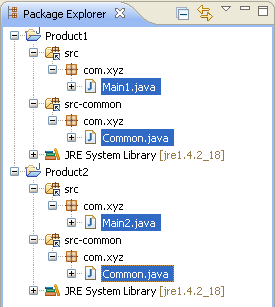 Package Explorer
Product1
src
com.xyz
Main1.java
src-common
com.xyz
Common.java
JRE System Library [jre1.4.2_18]
Product2
src
com.xyz
Main2.java
src-common
com.xyz
Common.java
JRE System Library [jre1.4.2_18]